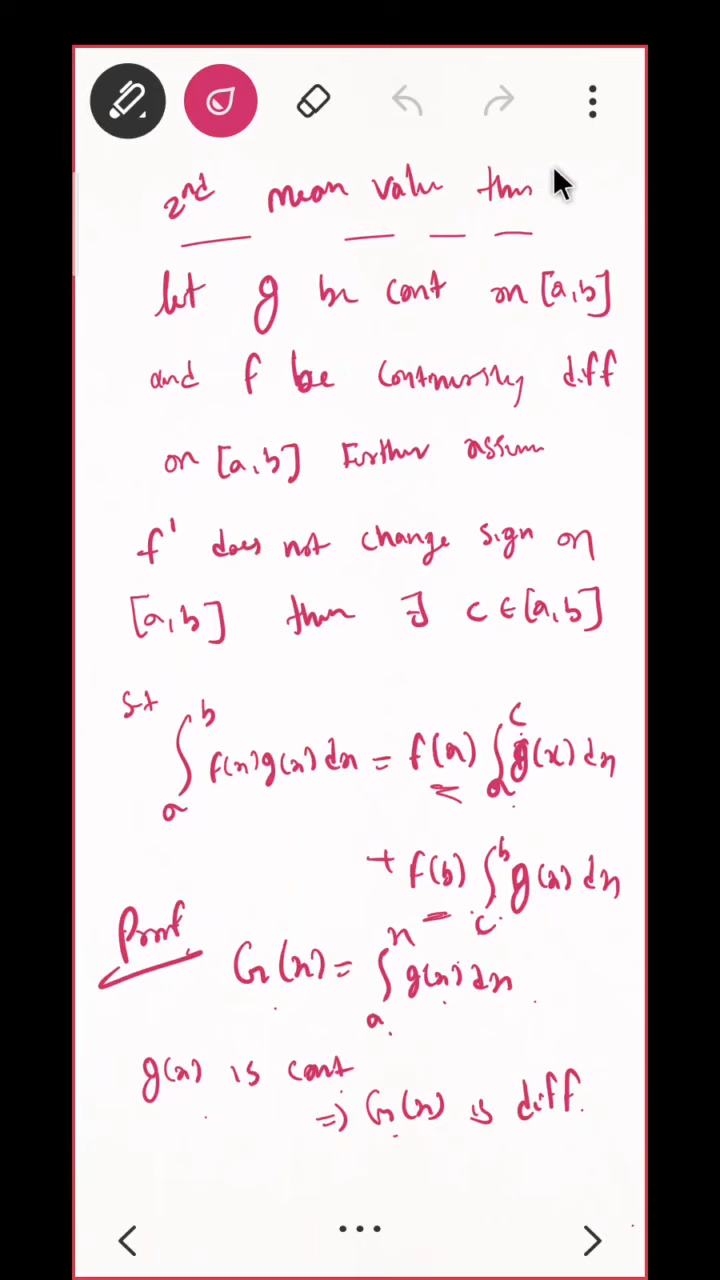 2nd mean value thm
let g be cont on [a,b]
and f be continuously diff
on [a,b] Further assum
f' does not change sign on
[a,b] then ∃ c ∈ [a,b]
s.t ∫_a^b f(x)g(x)dx = f(a) ∫_a^c g(x)dx
+ f(b) ∫_c^b g(x)dx
Proof G(x) = ∫_a^x g(x)dx
g(x) is cont
⇒ G(x) is diff.